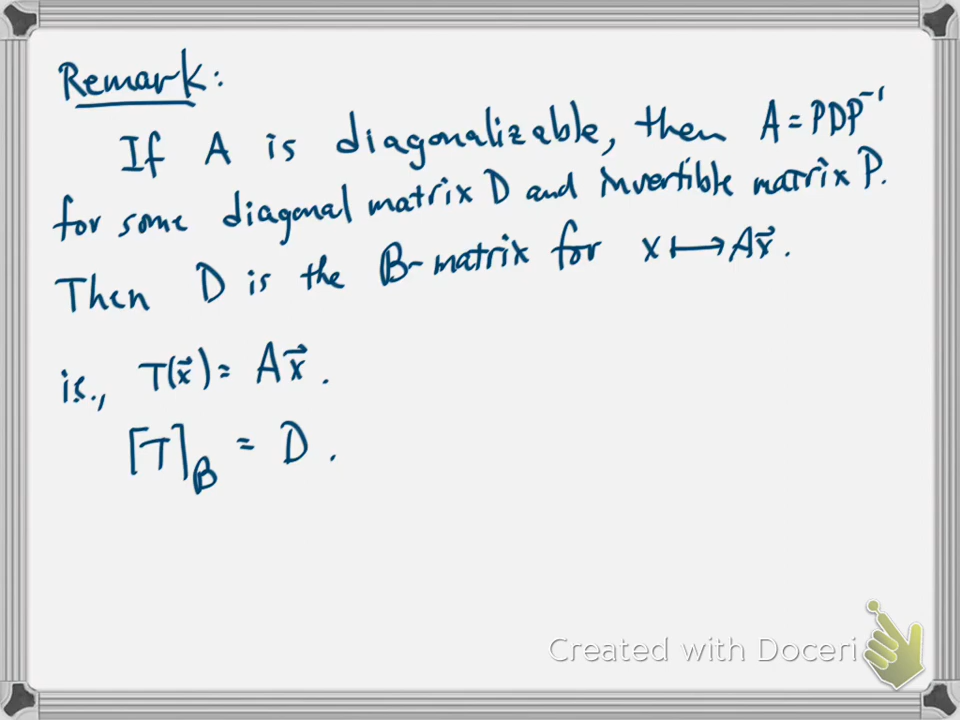 Remark:
If A is diagonalizable, then A = PDP⁻¹
for some diagonal matrix D and invertible matrix P.
Then D is the B-matrix for x ↦ Ax⃗.
ie., T(x⃗) = Ax⃗.
[T]_B = D.
Created with Doceri